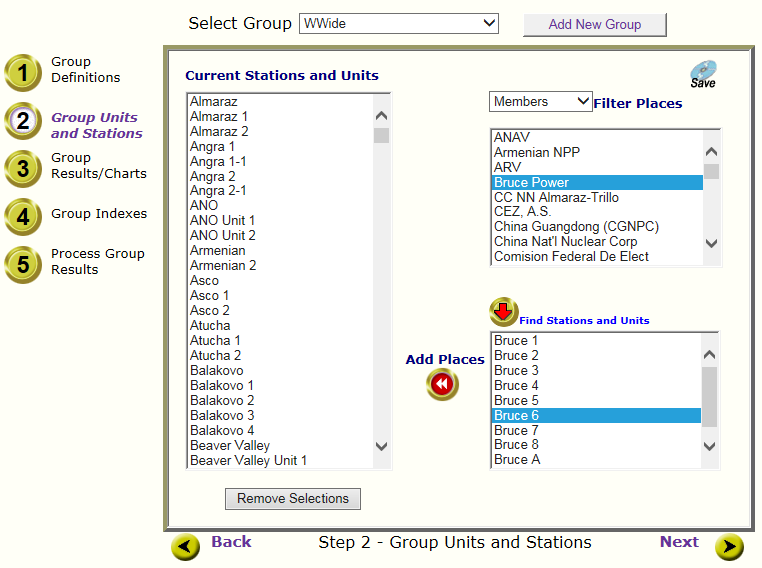 Select Group WWide Add New Group
1 Group
Definitions
2 Group Units
and Stations
3 Group
Results/Charts
4 Group Indexes
5 Process Group
Results
Current Stations and Units
Almaraz
Almaraz 1
Almaraz 2
Angra 1
Angra 1-1
Angra 2
Angra 2-1
ANO
ANO Unit 1
ANO Unit 2
Armenian
Armenian 2
Asco
Asco 1
Asco 2
Atucha
Atucha 1
Atucha 2
Balakovo
Balakovo 1
Balakovo 2
Balakovo 3
Balakovo 4
Beaver Valley
Beaver Valley Unit 1
Remove Selections
Save
Members Filter Places
ANAV
Armenian NPP
ARV
Bruce Power
CC NN Almaraz-Trillo
CEZ, A.S.
China Guangdong (CGNPC)
China Nat'l Nuclear Corp
Comision Federal De Elect
Find Stations and Units
Add Places
Bruce 1
Bruce 2
Bruce 3
Bruce 4
Bruce 5
Bruce 6
Bruce 7
Bruce 8
Bruce A
Back Step 2 - Group Units and Stations Next